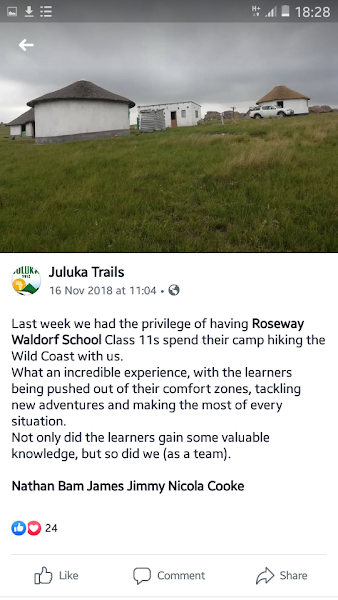 18:28
JULUKA
Juluka Trails
16 Nov 2018 at 11:04 •
Last week we had the privilege of having Roseway
Waldorf School Class 11s spend their camp hiking the
Wild Coast with us.
What an incredible experience, with the learners
being pushed out of their comfort zones, tackling
new adventures and making the most of every
situation.
Not only did the learners gain some valuable
knowledge, but so did we (as a team).
Nathan Bam James Jimmy Nicola Cooke
24
Like Comment Share